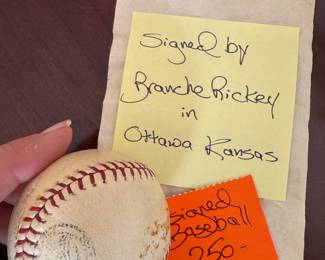 Signed by
Branche Rickey
in
Ottawa Kansas
signed
Baseball
250-